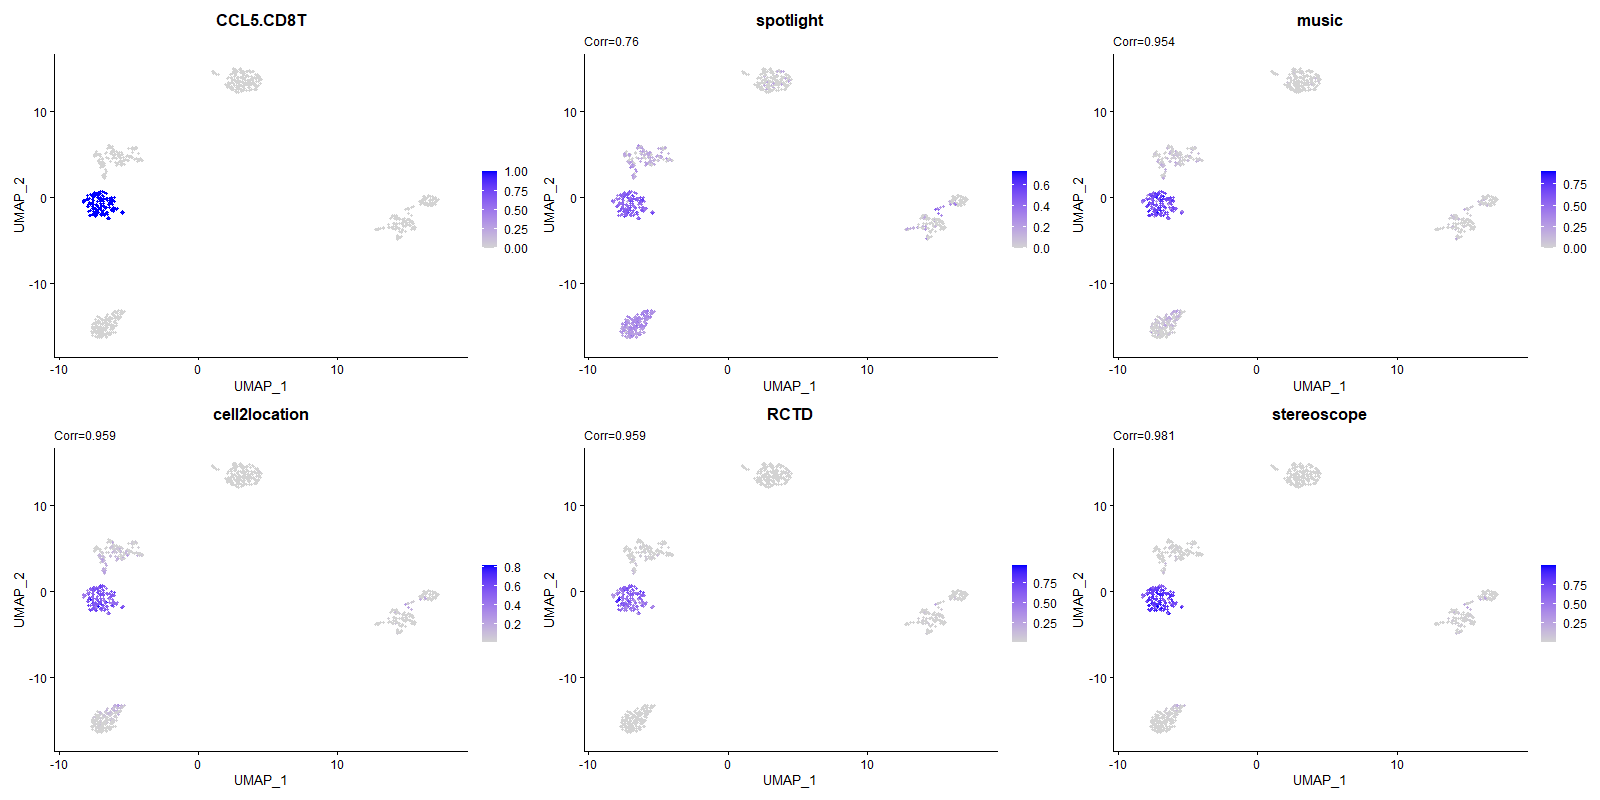 CCL5.CD8T
UMAP_2
10
0
-10
-10
0
10
UMAP_1
1.00
0.75
0.50
0.25
0.00
spotlight
Corr=0.76
UMAP_2
10
0
-10
-10
0
10
UMAP_1
0.6
0.4
0.2
0.0
music
Corr=0.954
UMAP_2
10
0
-10
-10
0
10
UMAP_1
0.75
0.50
0.25
0.00
cell2location
Corr=0.959
UMAP_2
10
0
-10
-10
0
10
UMAP_1
0.8
0.6
0.4
0.2
RCTD
Corr=0.959
UMAP_2
10
0
-10
-10
0
10
UMAP_1
0.75
0.50
0.25
stereoscope
Corr=0.981
UMAP_2
10
0
-10
-10
0
10
UMAP_1
0.75
0.50
0.25